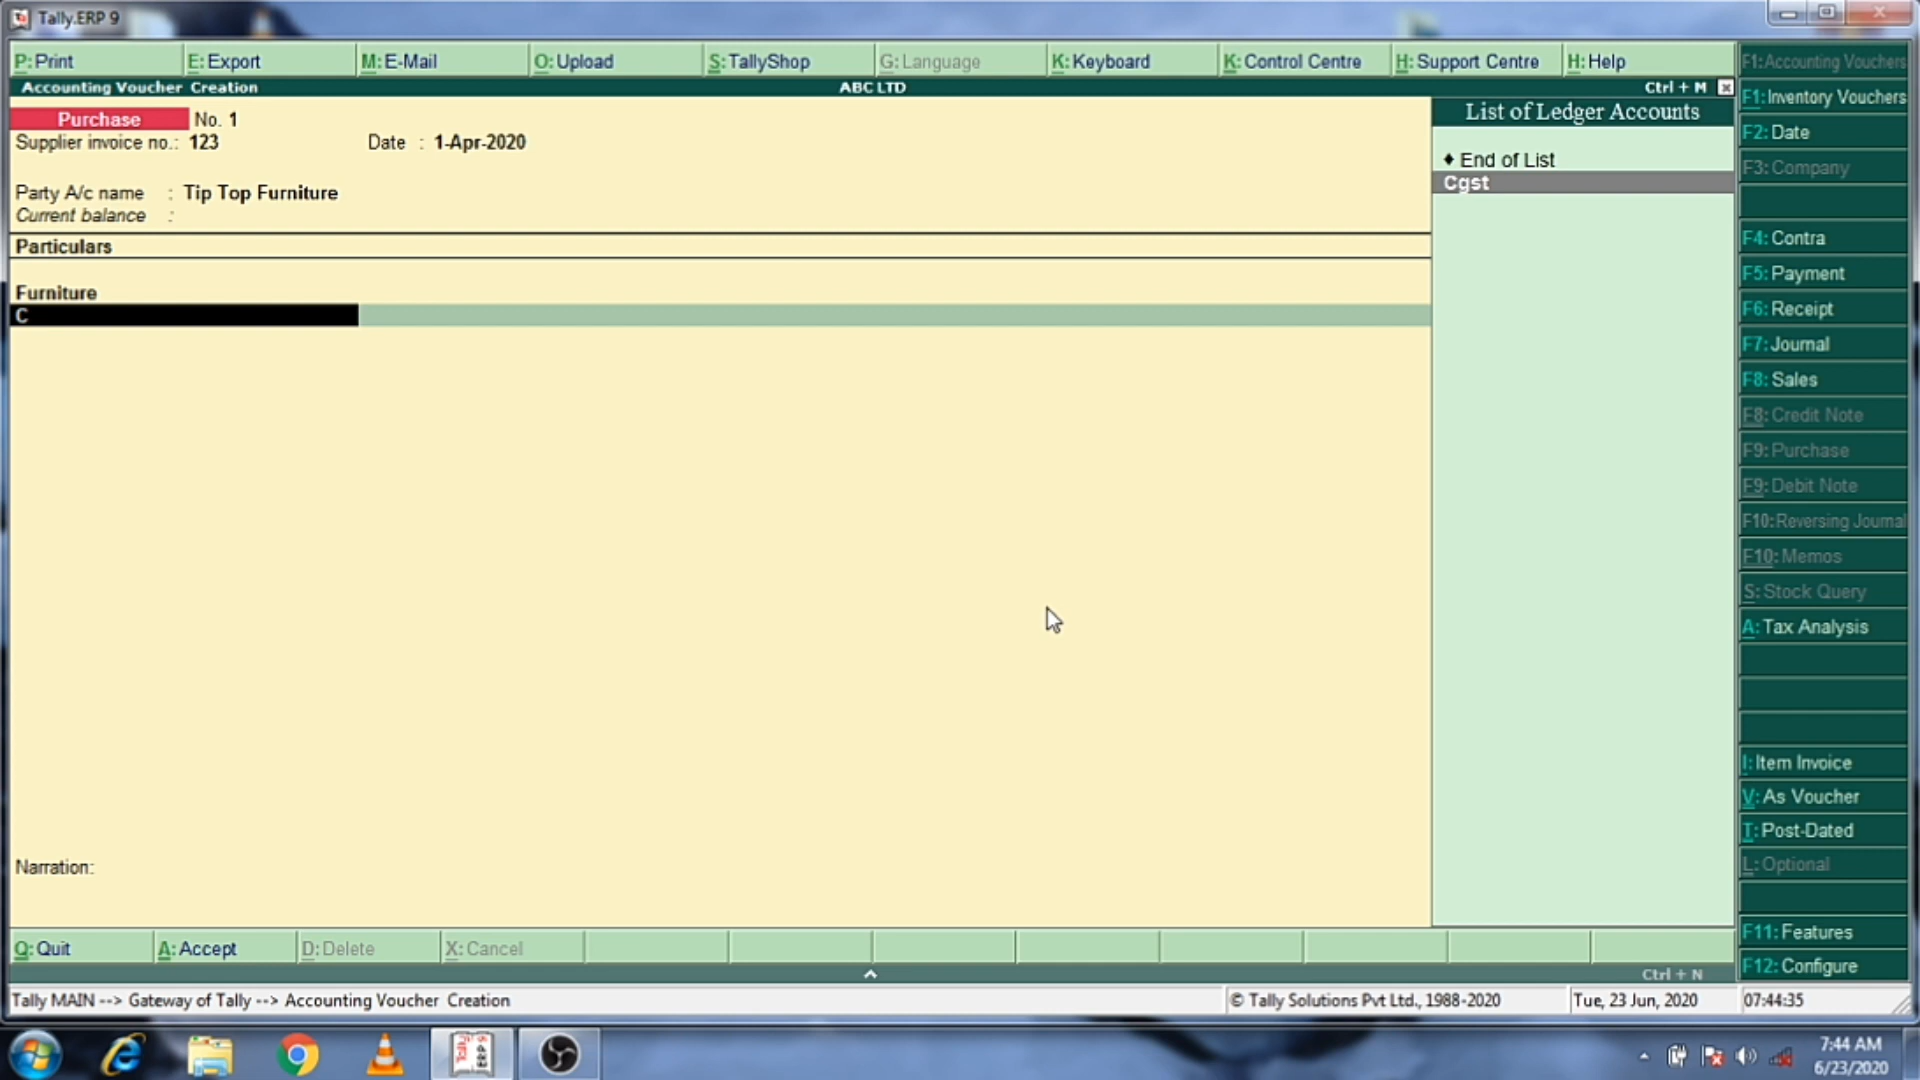 Tally.ERP 9
P: Print E: Export M: E-Mail O: Upload S: TallyShop G: Language K: Keyboard K: Control Centre H: Support Centre H: Help
Accounting Voucher Creation ABC LTD Ctrl + M
Purchase No. 1
Supplier invoice no.: 123 Date : 1-Apr-2020
Party A/c name : Tip Top Furniture
Current balance :
Particulars
Furniture
C
Narration:
List of Ledger Accounts
♦ End of List
Cgst
F1: Accounting Vouchers
F1: Inventory Vouchers
F2: Date
F3: Company
F4: Contra
F5: Payment
F6: Receipt
F7: Journal
F8: Sales
F8: Credit Note
F9: Purchase
F9: Debit Note
F10: Reversing Journal
F10: Memos
S: Stock Query
A: Tax Analysis
I: Item Invoice
V: As Voucher
T: Post-Dated
L: Optional
F11: Features
F12: Configure
Q: Quit A: Accept D: Delete X: Cancel
Ctrl + N
Tally MAIN --> Gateway of Tally --> Accounting Voucher Creation © Tally Solutions Pvt Ltd., 1988-2020 Tue, 23 Jun, 2020 07:44:35
7:44 AM
6/23/2020